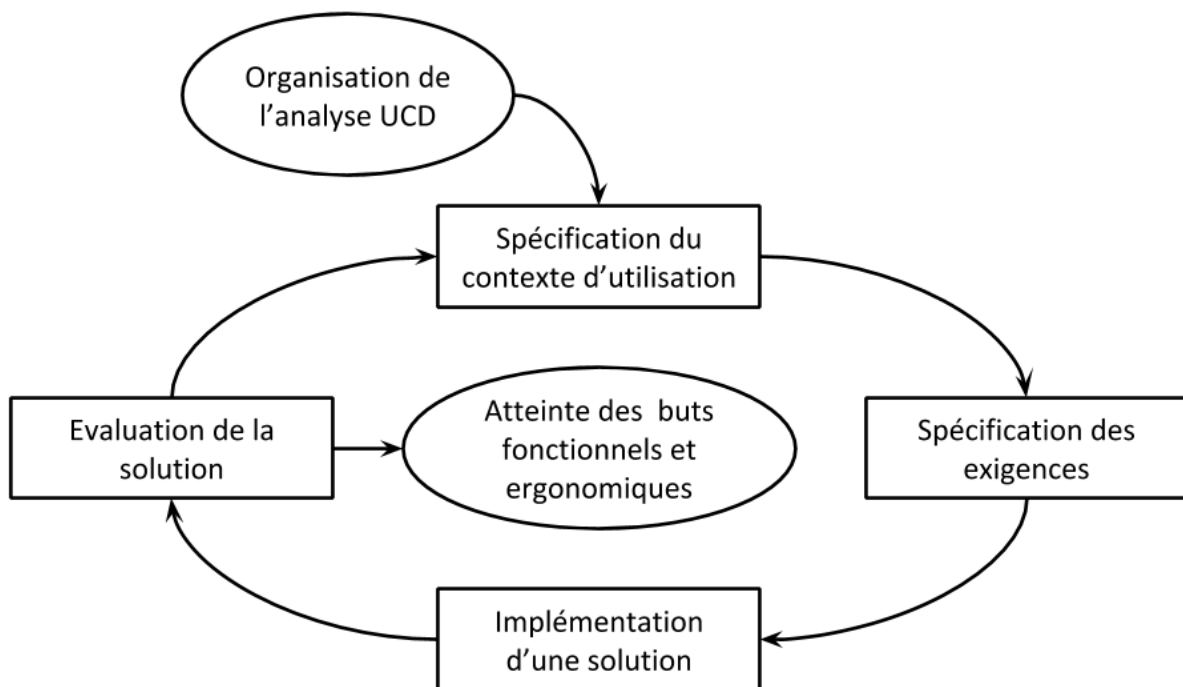 Organisation de
l’analyse UCD
Spécification du
contexte d’utilisation
Evaluation de la
solution
Atteinte des  buts
fonctionnels et
ergonomiques
Spécification des
exigences
Implémentation
d’une solution